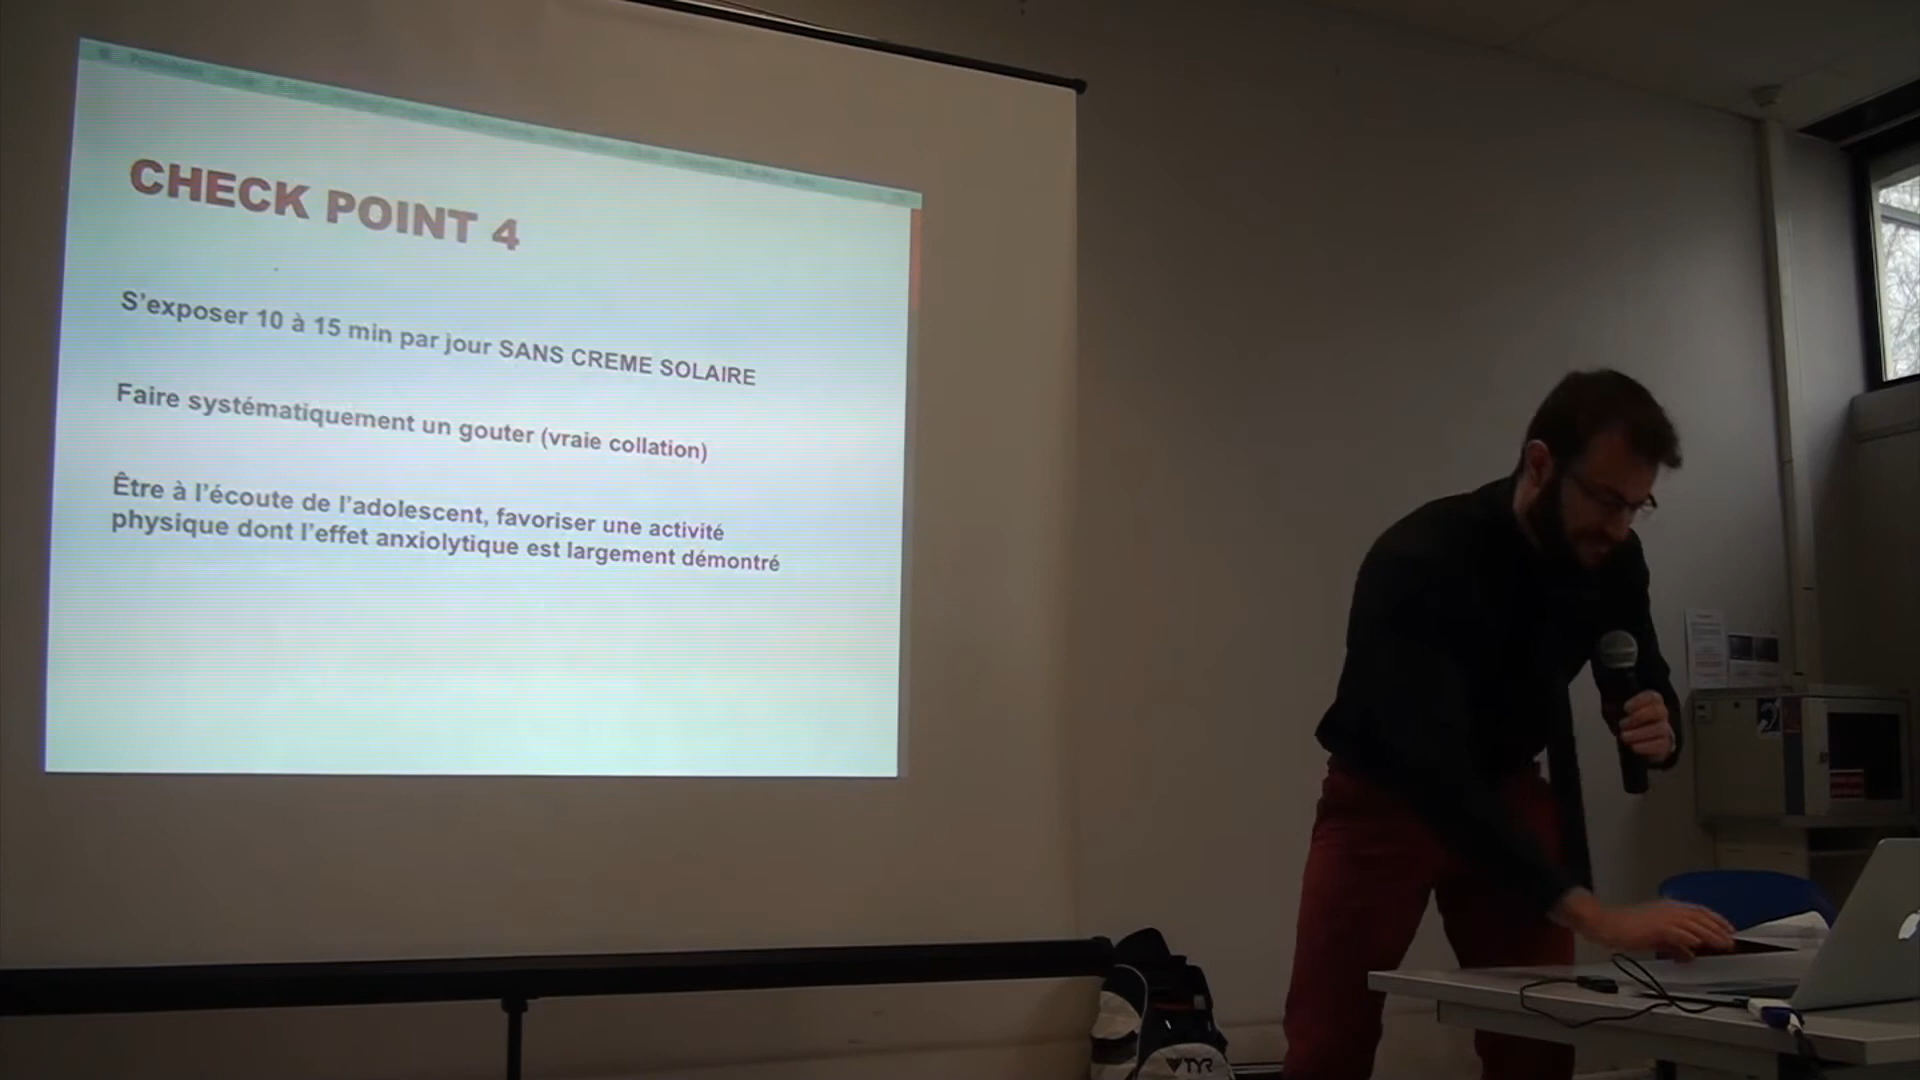 CHECK POINT 4
S'exposer 10 à 15 min par jour SANS CREME SOLAIRE
Faire systématiquement un gouter (vraie collation)
Être à l'écoute de l'adolescent, favoriser une activité
physique dont l'effet anxiolytique est largement démontré
TYR